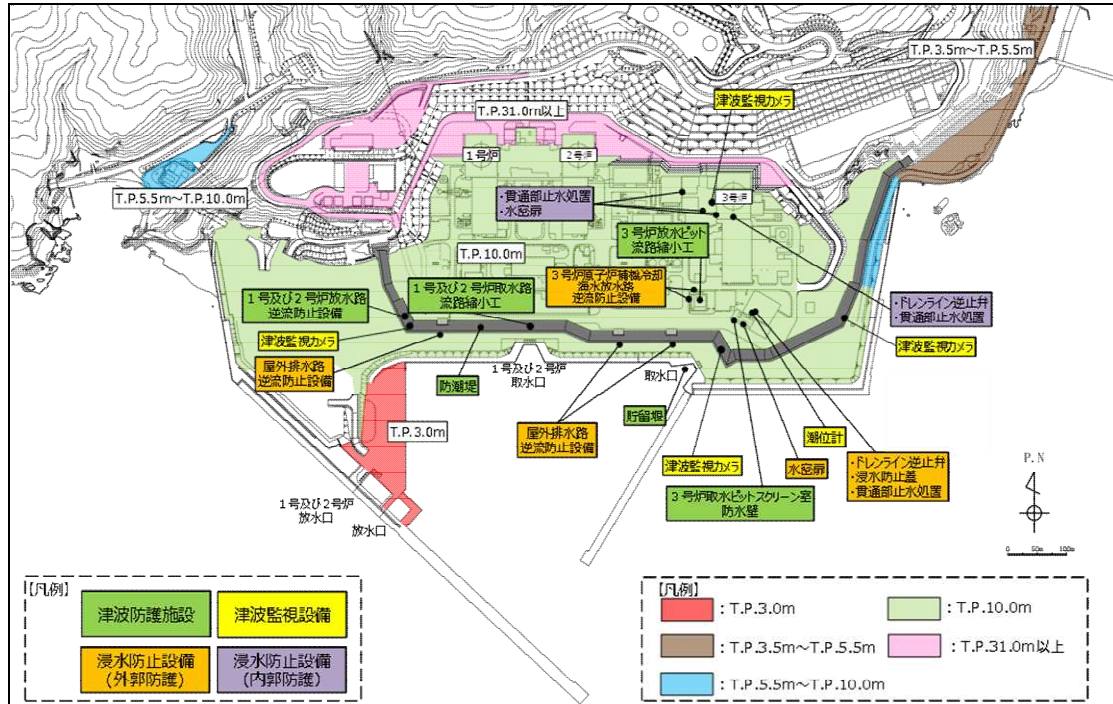 T.P.3.5m～T.P.5.5m
津波監視カメラ
T.P.31.0m以上
1号炉
2号炉
3号炉
・貫通部止水処置
・水密扉
T.P.5.5m～T.P.10.0m
3号炉放水ピット
流路縮小工
T.P.10.0m
3号炉原子炉補機冷却
海水放水路
逆流防止設備
1号及び2号炉放水路
逆流防止設備
1号及び2号炉取水路
流路縮小工
・ドレンライン逆止弁
・貫通部止水処置
津波監視カメラ
津波監視カメラ
屋外排水路
逆流防止設備
防潮堤
1号及び2号炉
取水口
取水口
貯留堰
T.P.3.0m
屋外排水路
逆流防止設備
潮位計
津波監視カメラ
水密扉
・ドレンライン逆止弁
・浸水防止蓋
・貫通部止水処置
3号炉取水ピットスクリーン室
防水壁
1号及び2号炉
放水口
放水口
P.N
0 50m 100m
【凡例】
津波防護施設
津波監視設備
浸水防止設備
(外郭防護)
浸水防止設備
(内郭防護)
【凡例】
：T.P.3.0m
：T.P.10.0m
：T.P.3.5m～T.P.5.5m
：T.P.31.0m以上
：T.P.5.5m～T.P.10.0m